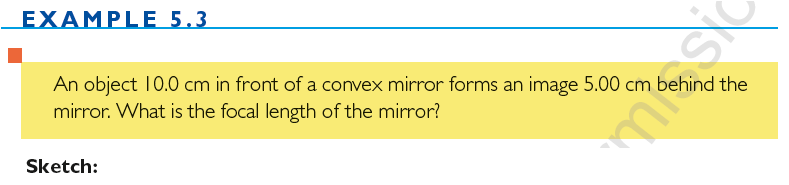 EXAMPLE 5.3
An object 10.0 cm in front of a convex mirror forms an image 5.00 cm behind the
mirror. What is the focal length of the mirror?
Sketch: